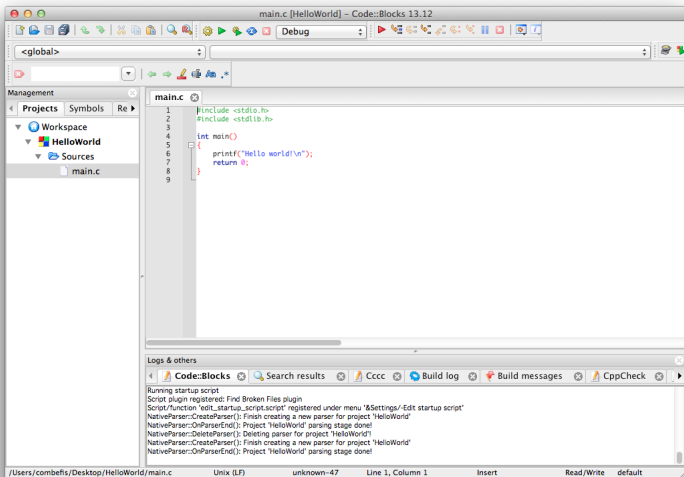 main.c [HelloWorld] - Code::Blocks 13.12
Debug
<global>
Management
Projects Symbols Re
Workspace
HelloWorld
Sources
main.c
main.c
1 #include <stdio.h>
2 #include <stdlib.h>
3
4 int main()
5 {
6 printf("Hello world!\n");
7 return 0;
8 }
9
Logs & others
Code::Blocks Search results Cccc Build log Build messages CppCheck
Running startup script
Script plugin registered: Find Broken Files plugin
Script/function 'edit_startup_script.script' registered under menu '&Settings/-Edit startup script'
NativeParser::CreateParser(): Finish creating a new parser for project 'HelloWorld'
NativeParser::OnParserEnd(): Project 'HelloWorld' parsing stage done!
NativeParser::DeleteParser(): Deleting parser for project 'HelloWorld'!
NativeParser::CreateParser(): Finish creating a new parser for project 'HelloWorld'
NativeParser::OnParserEnd(): Project 'HelloWorld' parsing stage done!
/Users/combefis/Desktop/HelloWorld/main.c Unix (LF) unknown-47 Line 1, Column 1 Insert Read/Write default